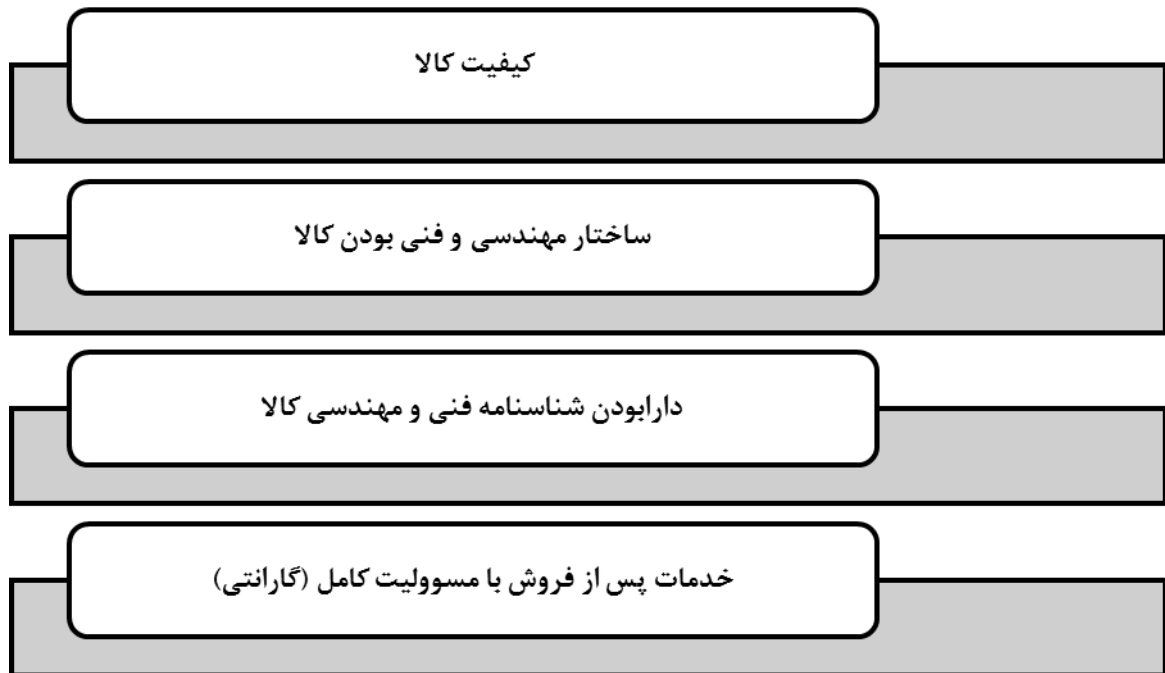 کیفیت کالا
ساختار مهندسی و فنی بودن کالا
دارابودن شناسنامه فنی و مهندسی کالا
خدمات پس از فروش با مسوولیت کامل (گارانتی)